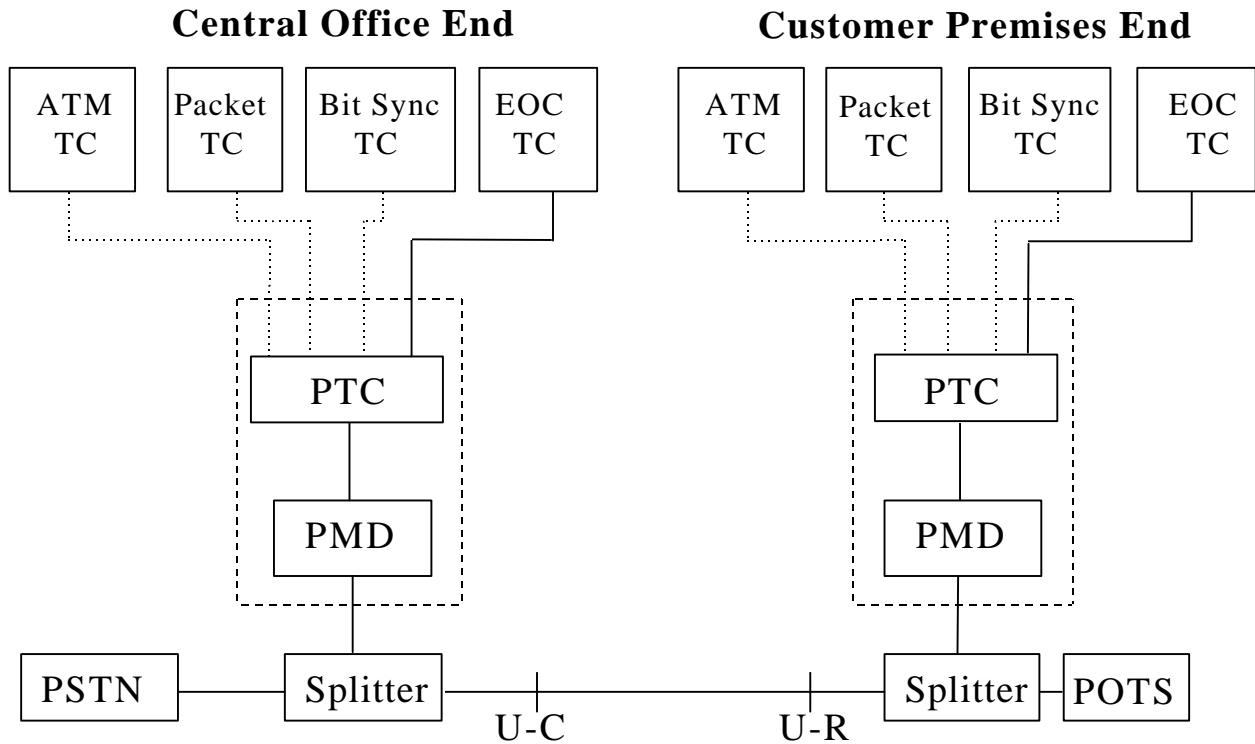 Central Office End
Customer Premises End
ATM
TC
Packet
TC
Bit Sync
TC
EOC
TC
ATM
TC
Packet
TC
Bit Sync
TC
EOC
TC
PTC
PTC
PMD
PMD
PSTN
Splitter
U-C
U-R
Splitter
POTS